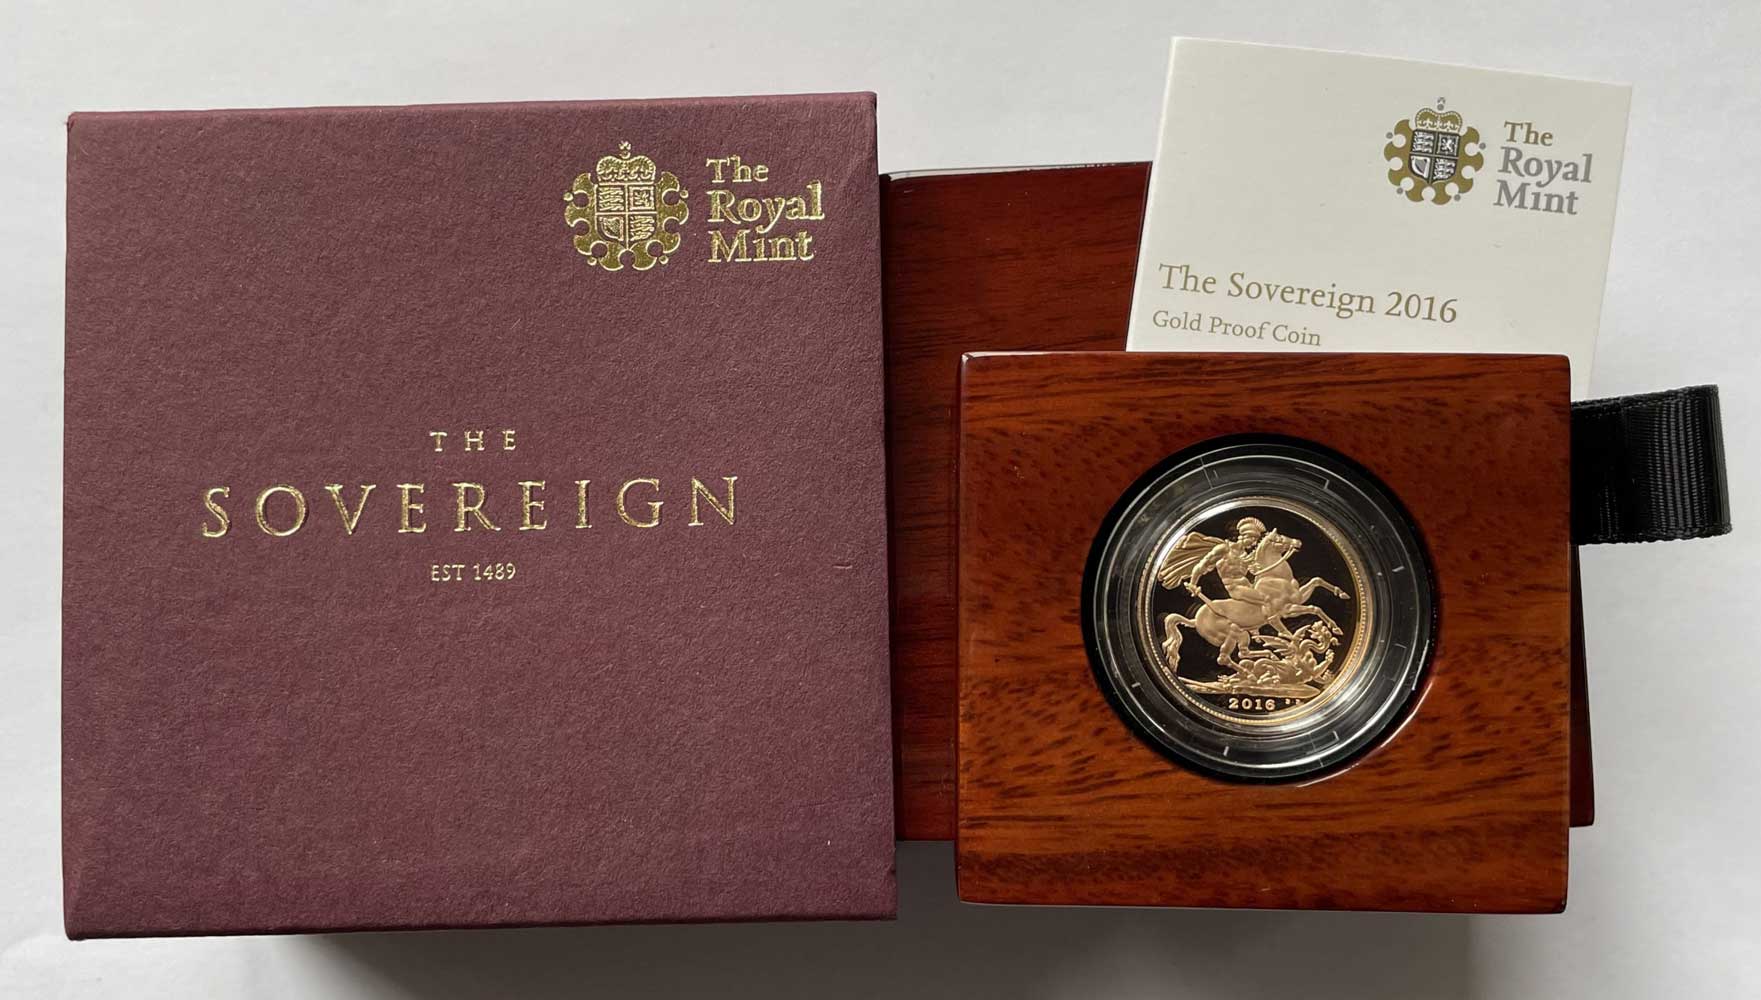 The
Royal
Mint
THE
SOVEREIGN
EST 1489
The
Royal
Mint
The Sovereign 2016
Gold Proof Coin
2016